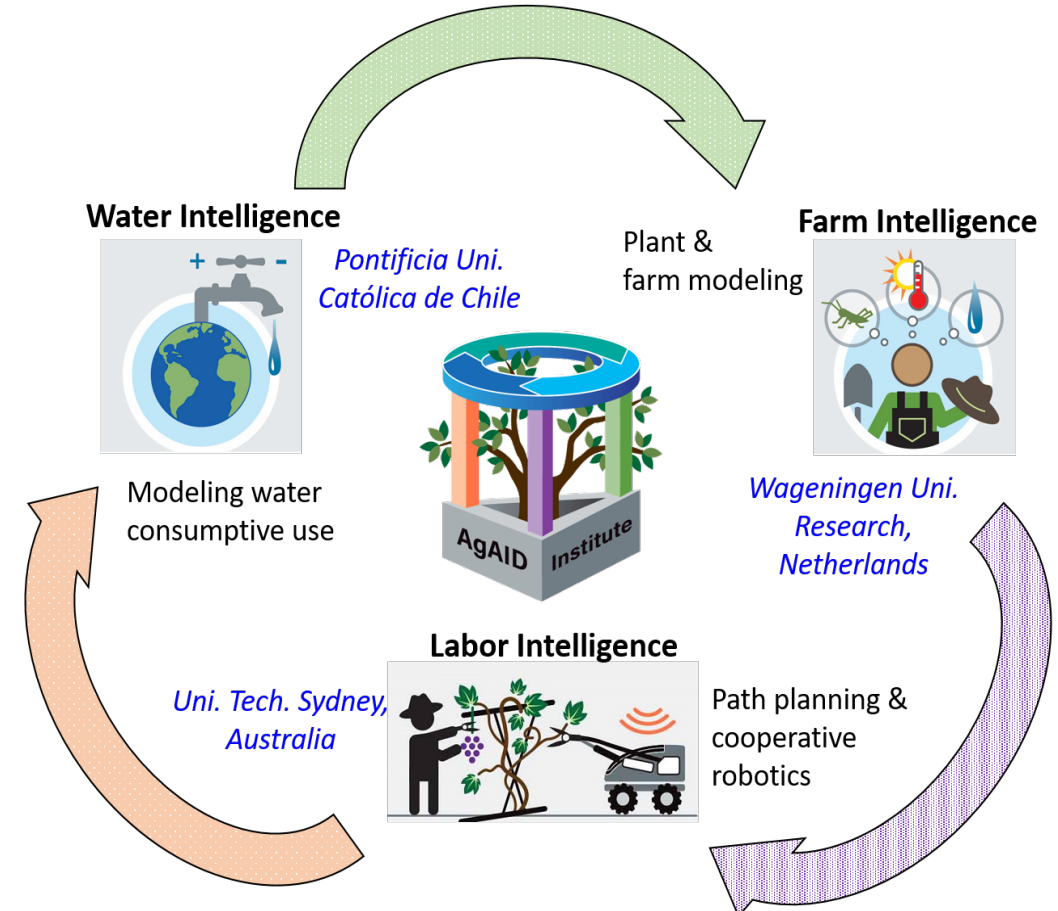 Water Intelligence
+ -
Pontificia Uni.
Católica de Chile
Modeling water
consumptive use
Plant &
farm modeling
Farm Intelligence
Wageningen Uni.
Research,
Netherlands
AgAID Institute
Labor Intelligence
Uni. Tech. Sydney,
Australia
Path planning &
cooperative
robotics